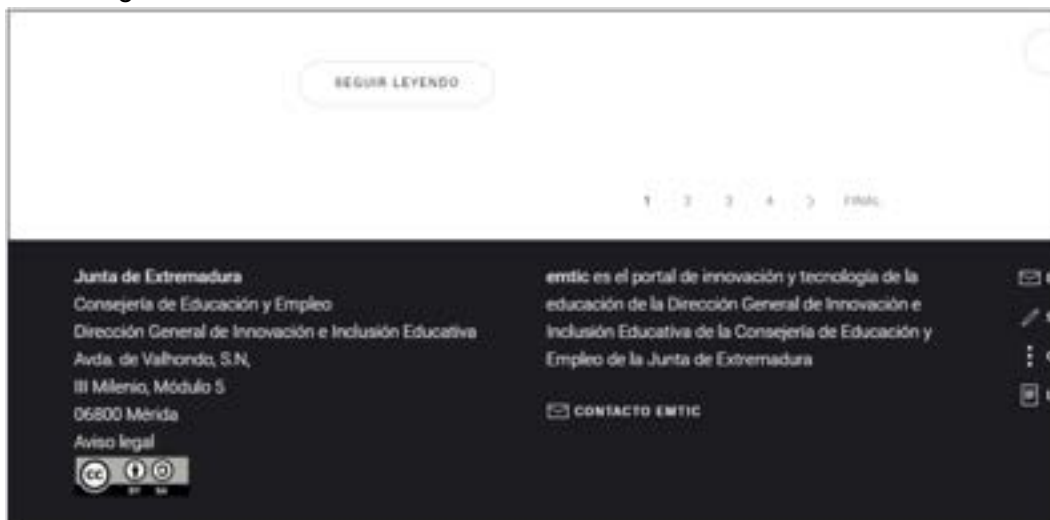 SEGUIR LEYENDO
1 2 3 4 > FINAL
Junta de Extremadura
Consejería de Educación y Empleo
Dirección General de Innovación e Inclusión Educativa
Avda. de Valhondo, S.N,
III Milenio, Módulo 5
06800 Mérida
Aviso legal
cc
BY SA
emtic es el portal de innovación y tecnología de la
educación de la Dirección General de Innovación e
Inclusión Educativa de la Consejería de Educación y
Empleo de la Junta de Extremadura
CONTACTO EMTIC